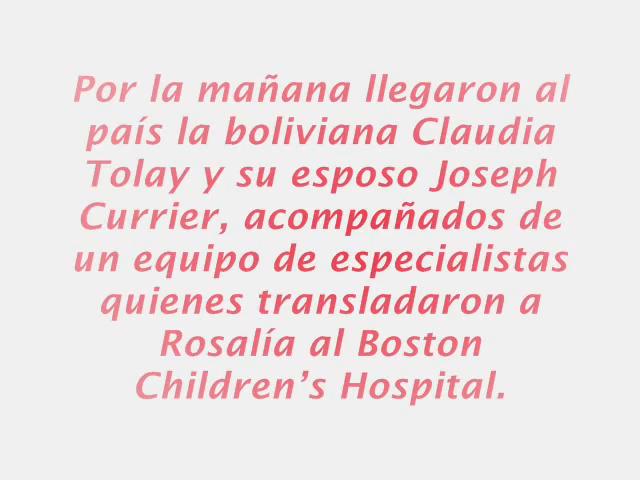 Por la mañana llegaron al
país la boliviana Claudia
Tolay y su esposo Joseph
Currier, acompañados de
un equipo de especialistas
quienes transladaron a
Rosalía al Boston
Children’s Hospital.